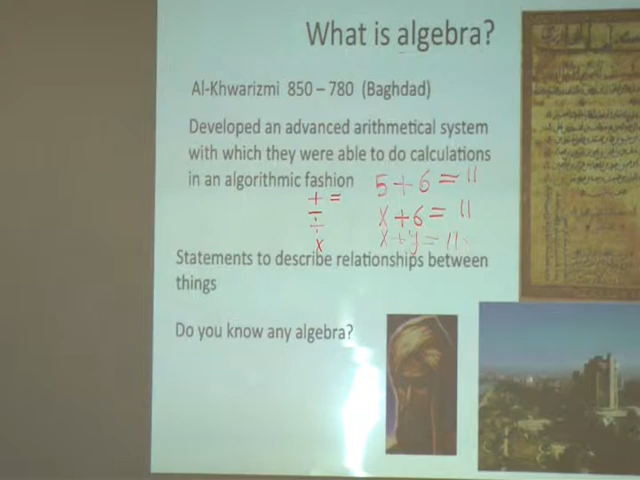 What is algebra?
Al-Khwarizmi 850 – 780 (Baghdad)
Developed an advanced arithmetical system
with which they were able to do calculations
in an algorithmic fashion
5 + 6 = 11
+ =
−
÷
x
x + 6 = 11
x + y = 11
Statements to describe relationships between
things
Do you know any algebra?